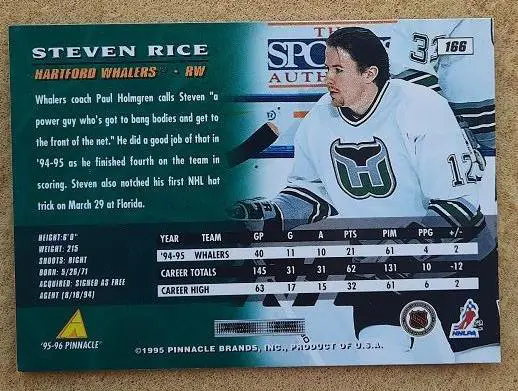 STEVEN RICE
HARTFORD WHALERS • RW
166
THE
SPO
AUTH
12
Whalers coach Paul Holmgren calls Steven "a
power guy who's got to bang bodies and get to
the front of the net." He did a good job of that in
'94-95 as he finished fourth on the team in
scoring. Steven also notched his first NHL hat
trick on March 29 at Florida.
HEIGHT: 6'0"
WEIGHT: 215
SHOOTS: RIGHT
BORN: 5/26/71
ACQUIRED: SIGNED AS FREE
AGENT (8/18/94)
YEAR TEAM GP G A PTS PIM PPG +/-
'94-95 WHALERS 40 11 10 21 61 4 2
CAREER TOTALS 145 31 31 62 131 10 -12
CAREER HIGH 63 17 15 32 61 6 2
PINNACLE
'95-96 PINNACLE
NHLPA
©1995 PINNACLE BRANDS, INC., PRODUCT OF U.S.A.